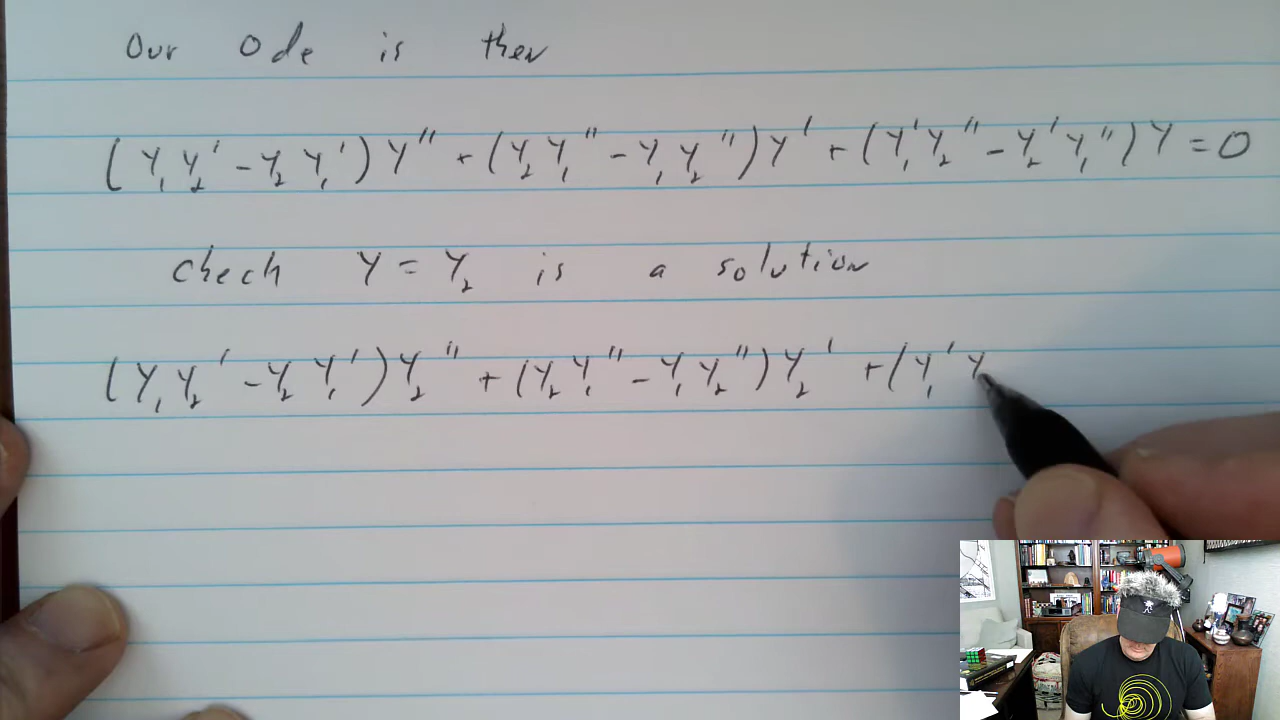 Our Ode is then
(Y₁Y₂' - Y₂Y₁')Y'' + (Y₂Y₁'' - Y₁Y₂'')Y' + (Y₁'Y₂'' - Y₂'Y₁'')Y = 0
Chech Y = Y₂ is a solution
(Y₁Y₂' - Y₂Y₁')Y₂'' + (Y₂Y₁'' - Y₁Y₂'')Y₂' + (Y₁'Y